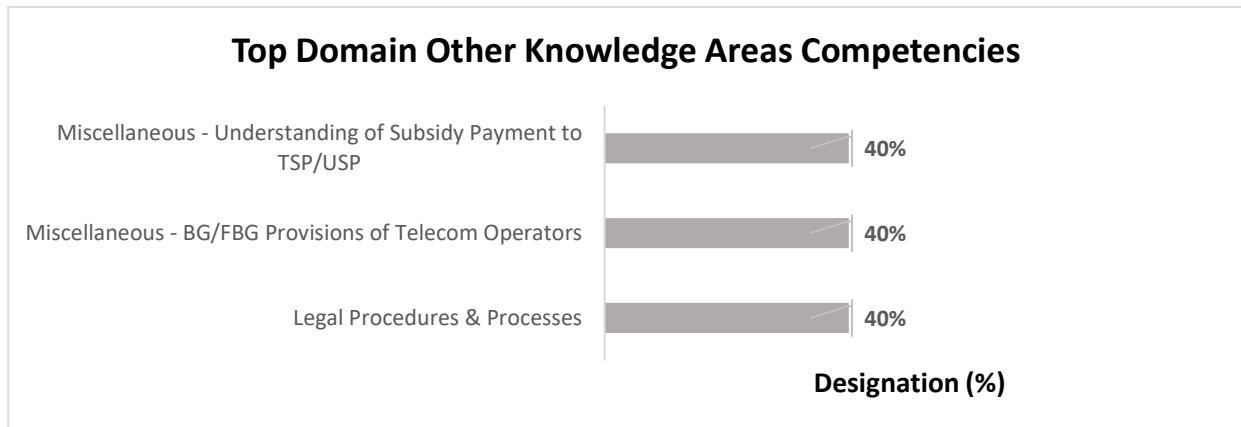 Top Domain Other Knowledge Areas Competencies
Miscellaneous - Understanding of Subsidy Payment to
TSP/USP
40%
Miscellaneous - BG/FBG Provisions of Telecom Operators
40%
Legal Procedures & Processes
40%
Designation (%)